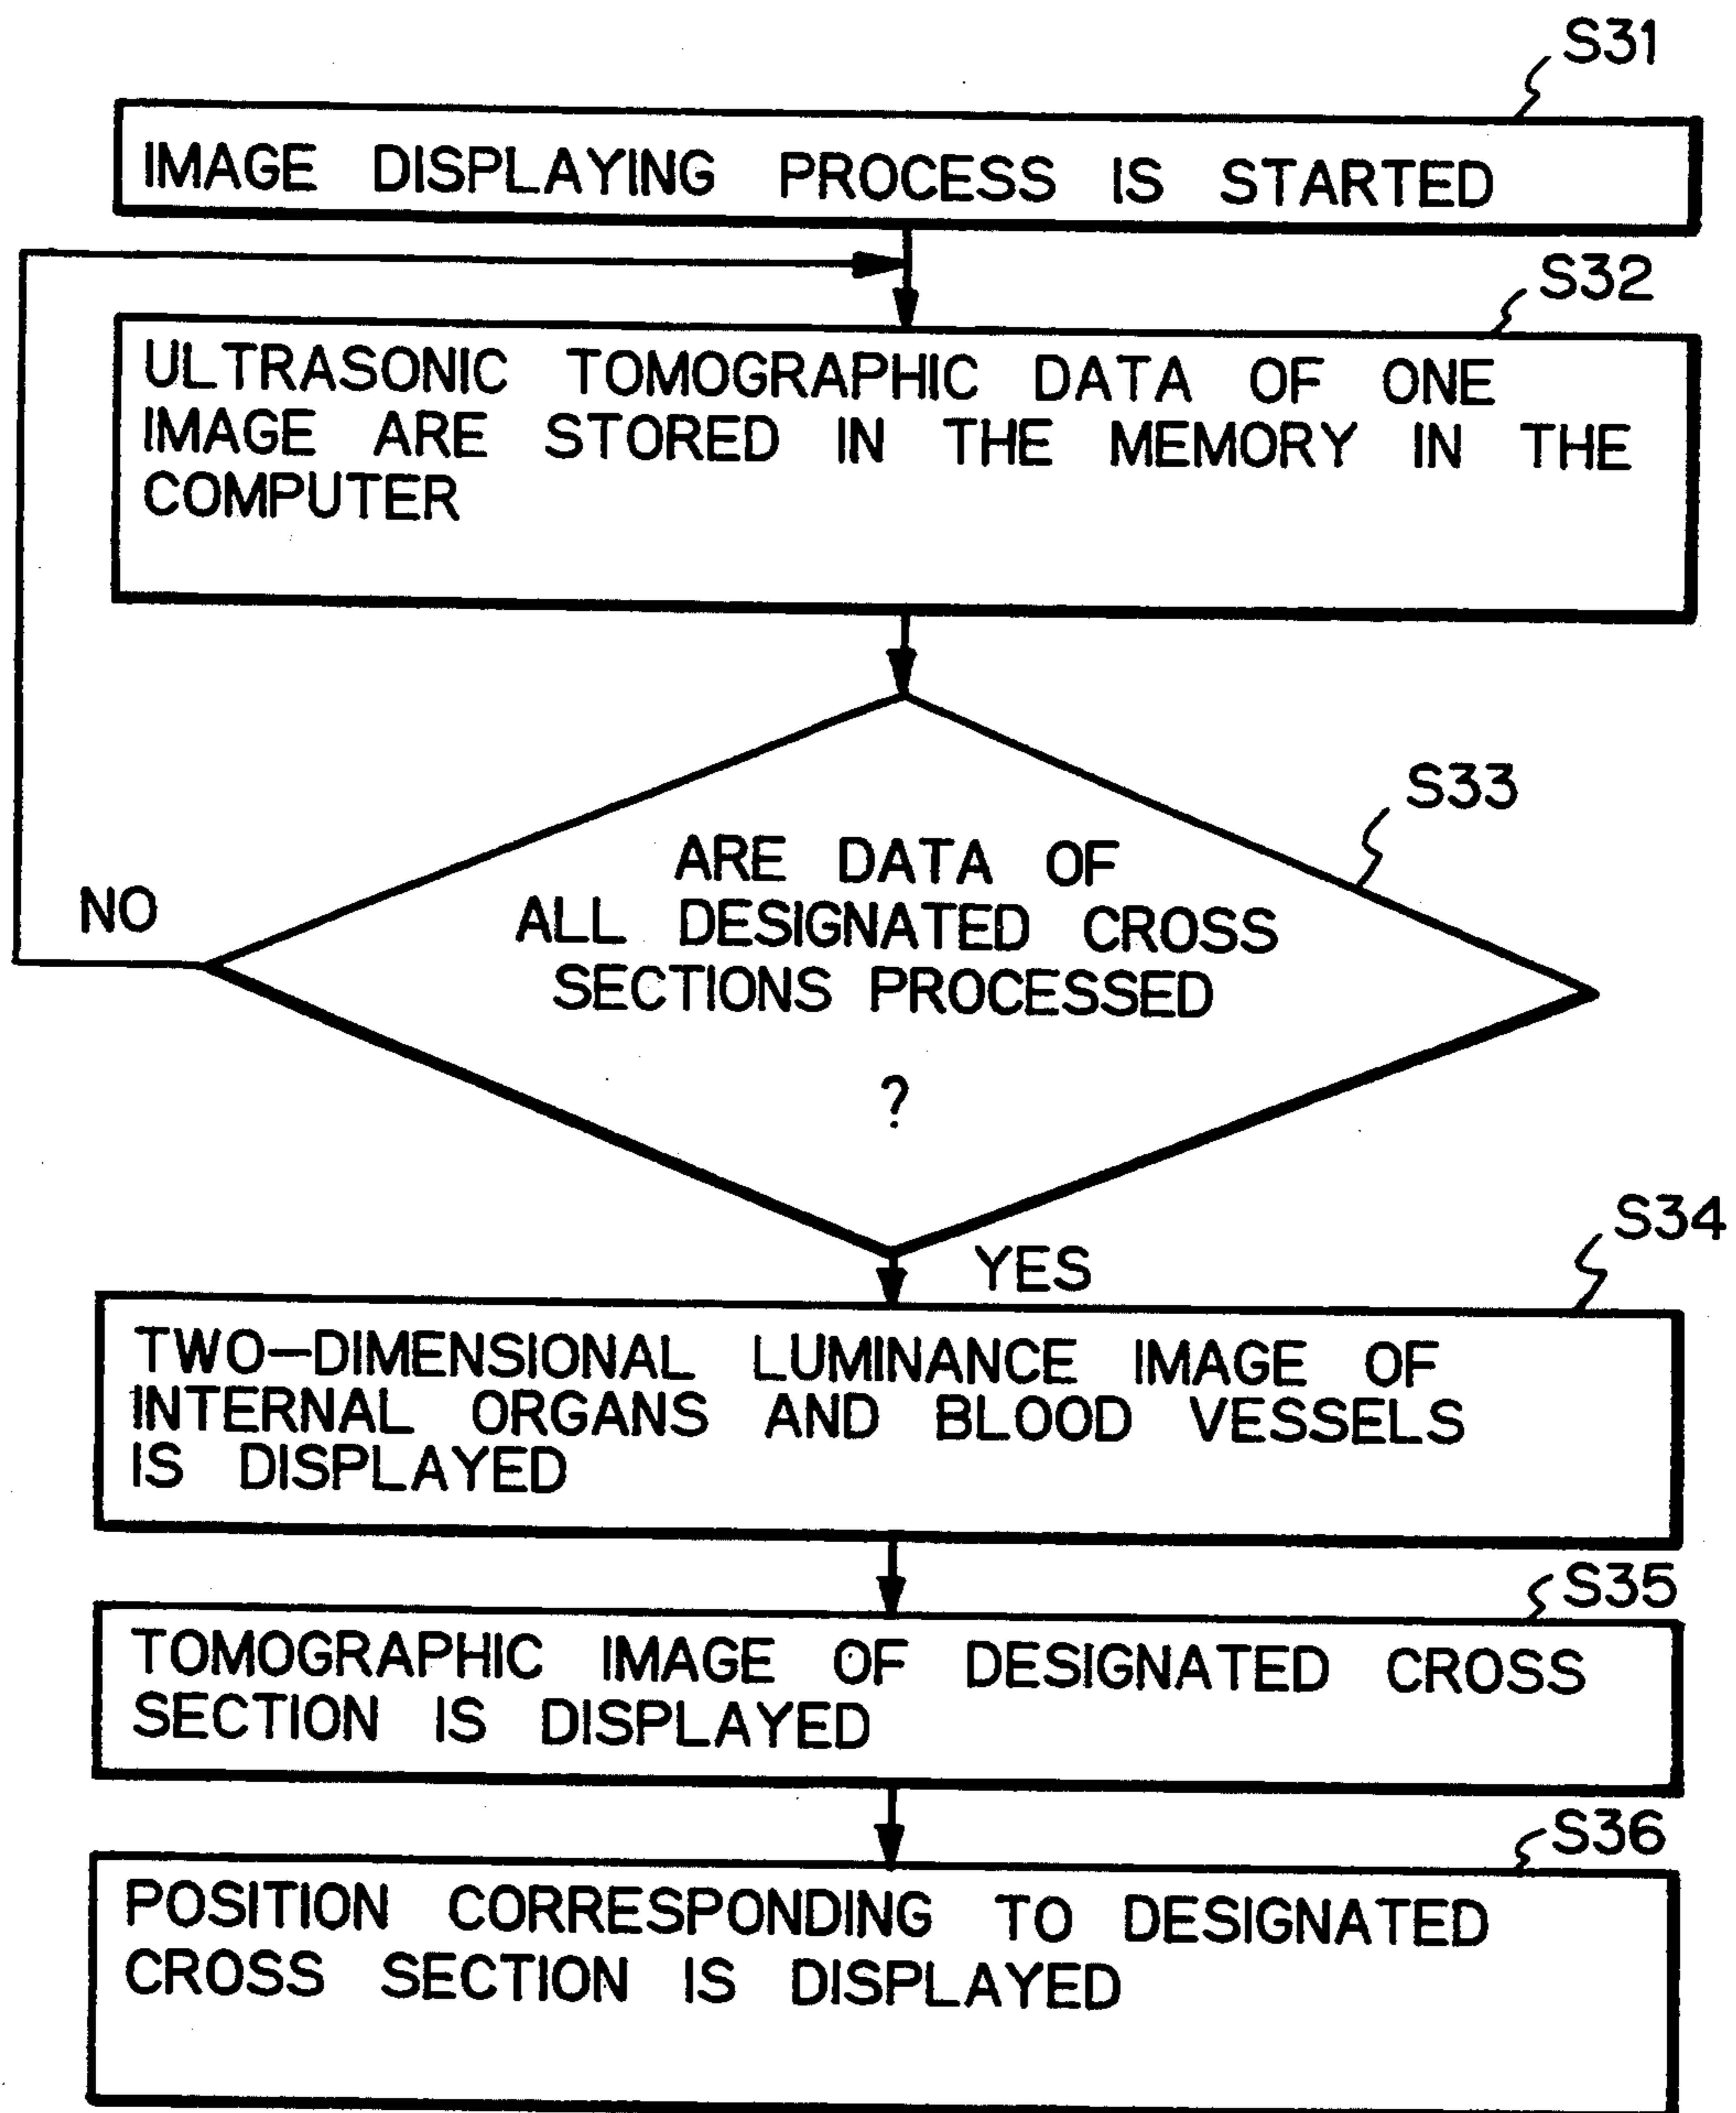 S31
IMAGE DISPLAYING PROCESS IS STARTED
S32
ULTRASONIC TOMOGRAPHIC DATA OF ONE
IMAGE ARE STORED IN THE MEMORY IN THE
COMPUTER
S33
ARE DATA OF
ALL DESIGNATED CROSS
SECTIONS PROCESSED
?
NO
YES
S34
TWO-DIMENSIONAL LUMINANCE IMAGE OF
INTERNAL ORGANS AND BLOOD VESSELS
IS DISPLAYED
S35
TOMOGRAPHIC IMAGE OF DESIGNATED CROSS
SECTION IS DISPLAYED
S36
POSITION CORRESPONDING TO DESIGNATED
CROSS SECTION IS DISPLAYED